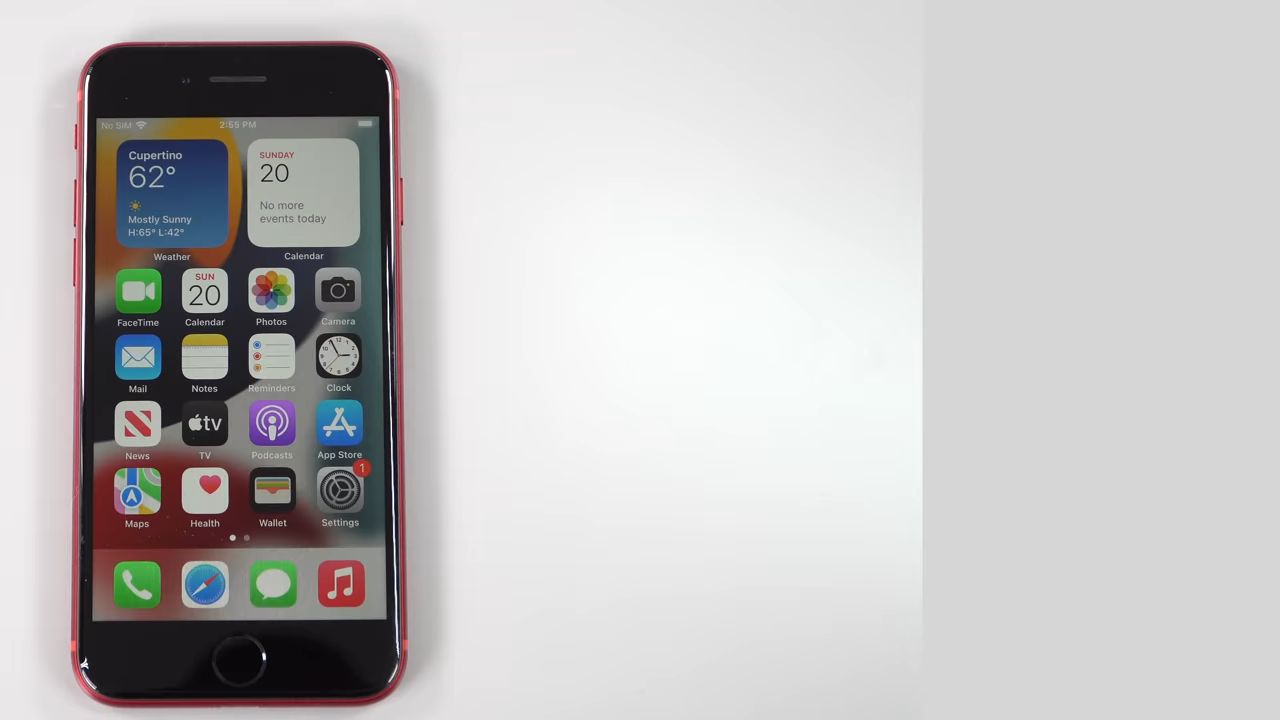 No SIM 2:55 PM
Cupertino
62°
Mostly Sunny
H:65° L:42°
Weather
SUNDAY
20
No more
events today
Calendar
FaceTime
SUN
20
Calendar
Photos
Camera
Mail
Notes
Reminders
Clock
News
tv
TV
Podcasts
App Store
Maps
Health
Wallet
1
Settings